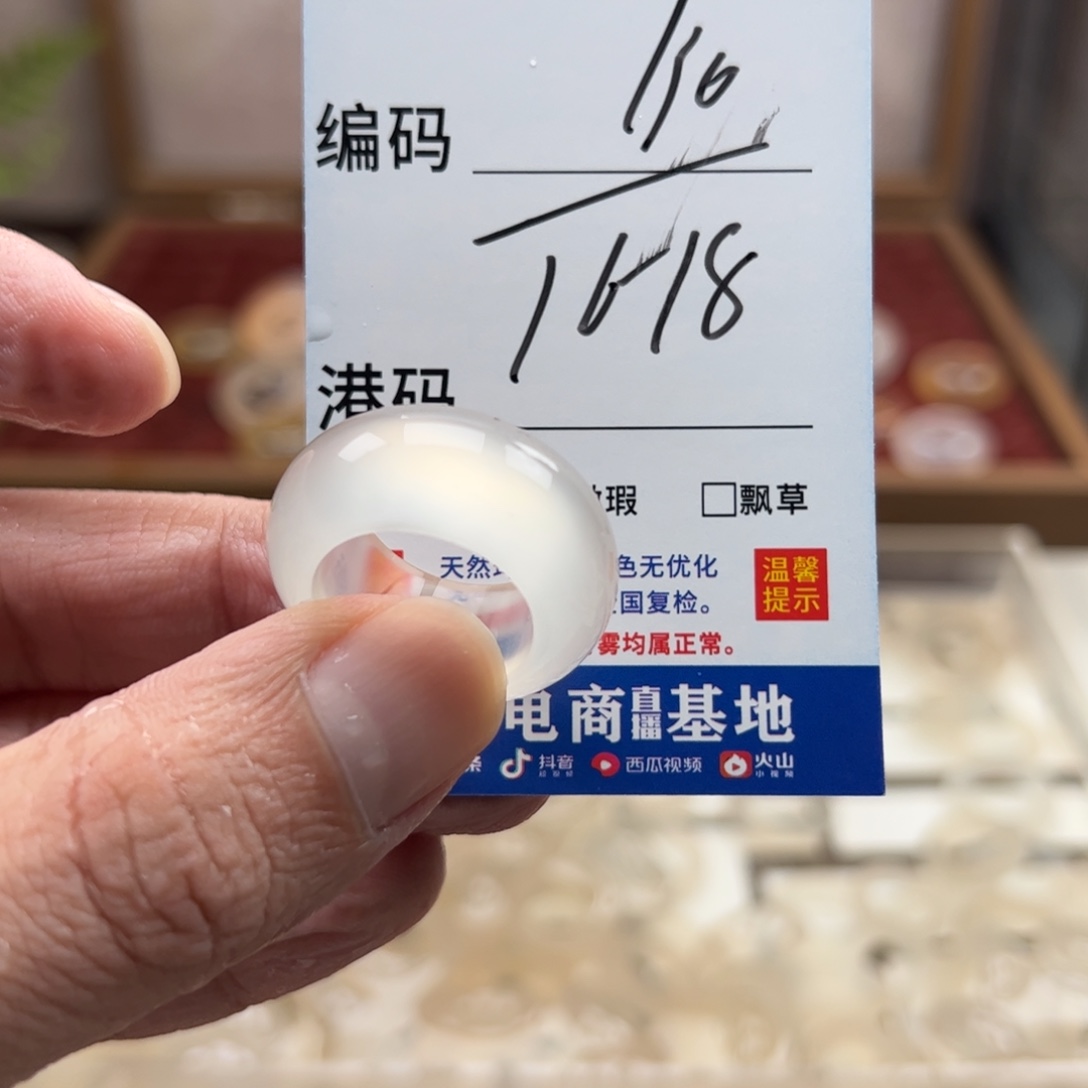 136
编码
1618
港码
瑕 □飘草
天然 色无优化
国复检。
温馨
提示
雾均属正常。
电商直播基地
条 抖音 西瓜视频 火山